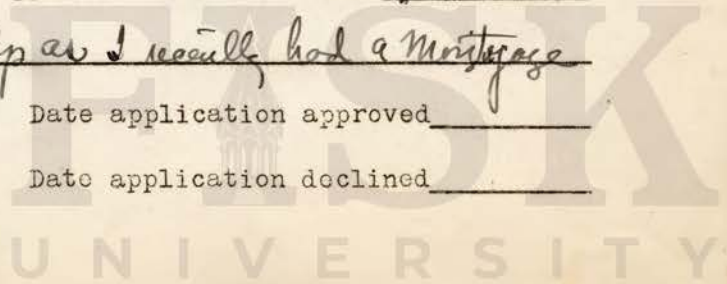 p as I recently had a Mortgage
Date application approved
Date application declined
FISK
UNIVERSITY